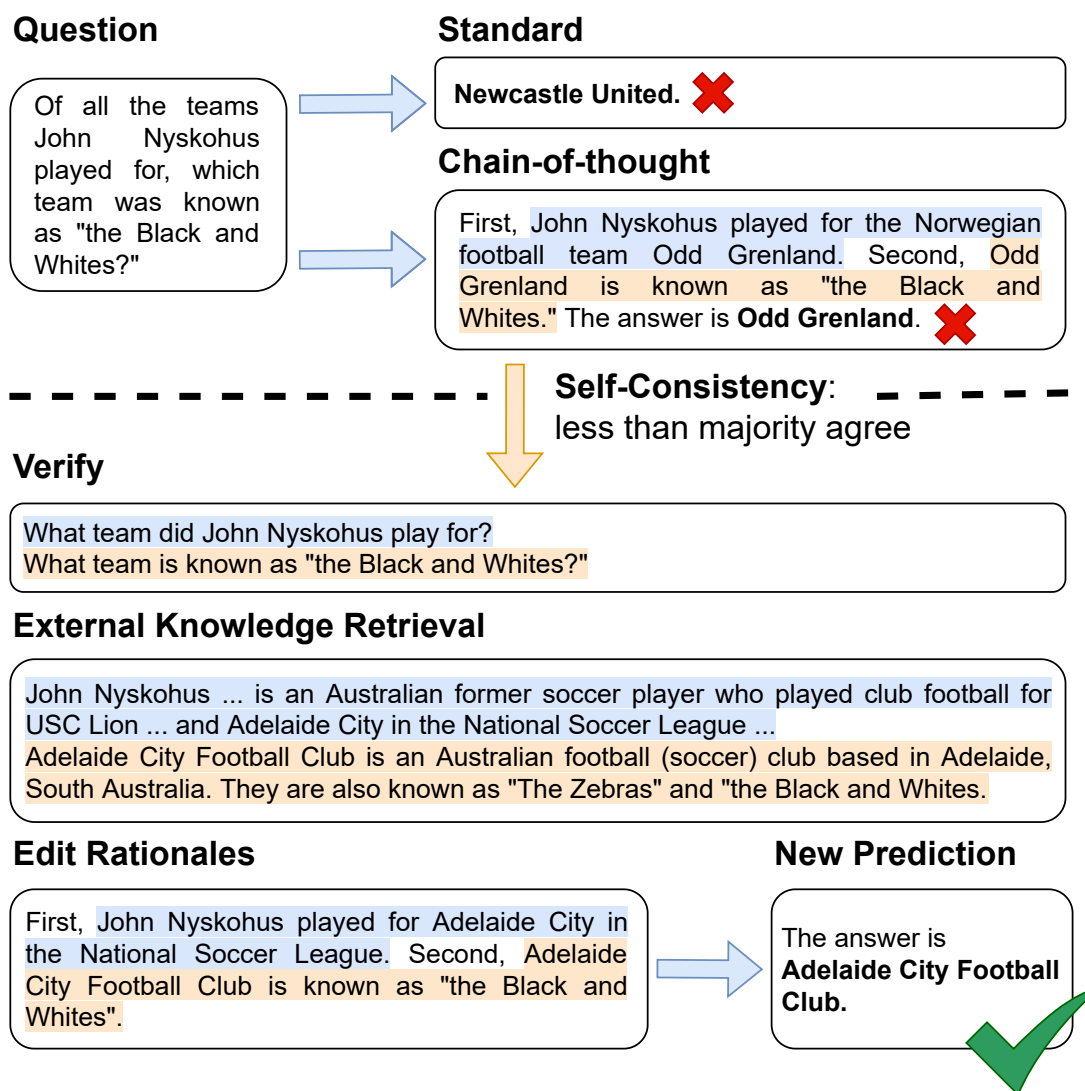 Question
Of all the teams
John Nyskohus
played for, which
team was known
as "the Black and
Whites?"
Standard
Newcastle United.
Chain-of-thought
First, John Nyskohus played for the Norwegian
football team Odd Grenland. Second, Odd
Grenland is known as "the Black and
Whites." The answer is Odd Grenland.
Self-Consistency:
less than majority agree
Verify
What team did John Nyskohus play for?
What team is known as "the Black and Whites?"
External Knowledge Retrieval
John Nyskohus ... is an Australian former soccer player who played club football for
USC Lion ... and Adelaide City in the National Soccer League ...
Adelaide City Football Club is an Australian football (soccer) club based in Adelaide,
South Australia. They are also known as "The Zebras" and "the Black and Whites.
Edit Rationales
First, John Nyskohus played for Adelaide City in
the National Soccer League. Second, Adelaide
City Football Club is known as "the Black and
Whites".
New Prediction
The answer is
Adelaide City Football
Club.